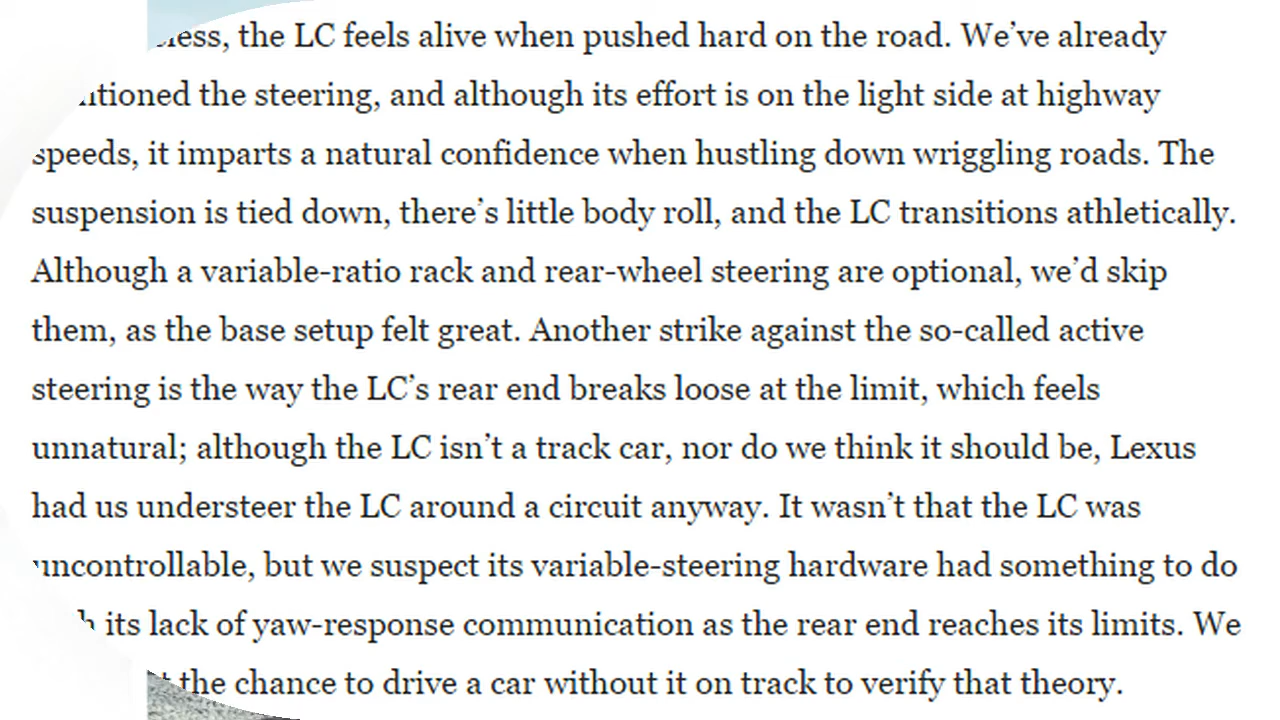 the LC feels alive when pushed hard on the road. We’ve already
the steering, and although its effort is on the light side at highway
speeds, it imparts a natural confidence when hustling down wriggling roads. The
suspension is tied down, there’s little body roll, and the LC transitions athletically.
Although a variable-ratio rack and rear-wheel steering are optional, we’d skip
them, as the base setup felt great. Another strike against the so-called active
steering is the way the LC’s rear end breaks loose at the limit, which feels
unnatural; although the LC isn’t a track car, nor do we think it should be, Lexus
had us understeer the LC around a circuit anyway. It wasn’t that the LC was
uncontrollable, but we suspect its variable-steering hardware had something to do
its lack of yaw-response communication as the rear end reaches its limits. We
the chance to drive a car without it on track to verify that theory.